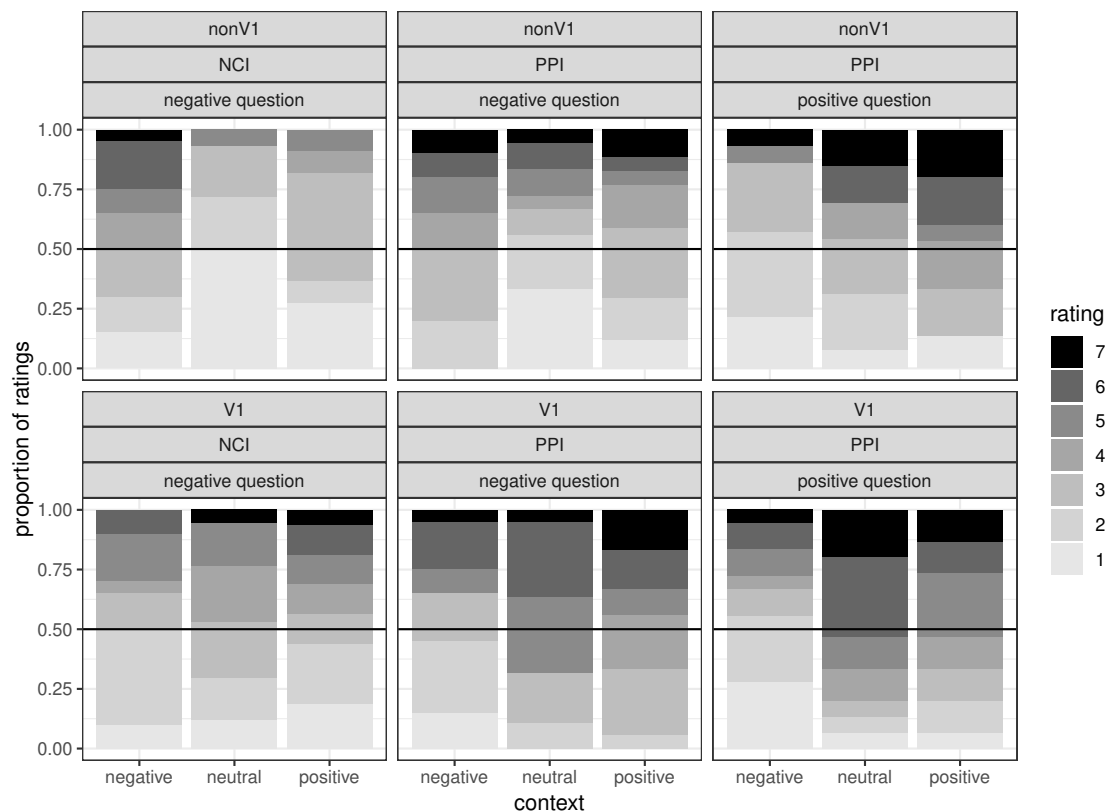 nonV1 nonV1 nonV1
NCI PPI PPI
negative question negative question positive question
1.00
0.75
0.50
0.25
0.00
V1 V1 V1
NCI PPI PPI
negative question negative question positive question
1.00
0.75
0.50
0.25
0.00
negative neutral positive negative neutral positive negative neutral positive
context
proportion of ratings
rating
7
6
5
4
3
2
1